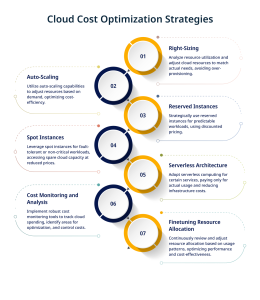 Cloud Cost Optimization Strategies
01
Right-Sizing
Analyze resource utilization and
adjust cloud resources to match
actual needs, avoiding over-
provisioning.
Auto-Scaling
Utilize auto-scaling capabilities
to adjust resources based on
demand, optimizing cost
efficiency.
02
03
Reserved Instances
Strategically use reserved
instances for predictable
workloads, using discounted
pricing.
Spot Instances
Leverage spot instances for fault-
tolerant or non-critical workloads,
accessing spare cloud capacity at
reduced prices.
04
05
Serverless Architecture
Adopt serverless computing for
certain services, paying only for
actual usage and reducing
infrastructure costs.
Cost Monitoring and
Analysis
Implement robust cost
monitoring tools to track cloud
spending, identify areas for
optimization, and control costs.
06
07
Finetuning Resource
Allocation
Continuously review and adjust
resource allocation based on usage
patterns, optimizing performance
and cost-effectiveness.